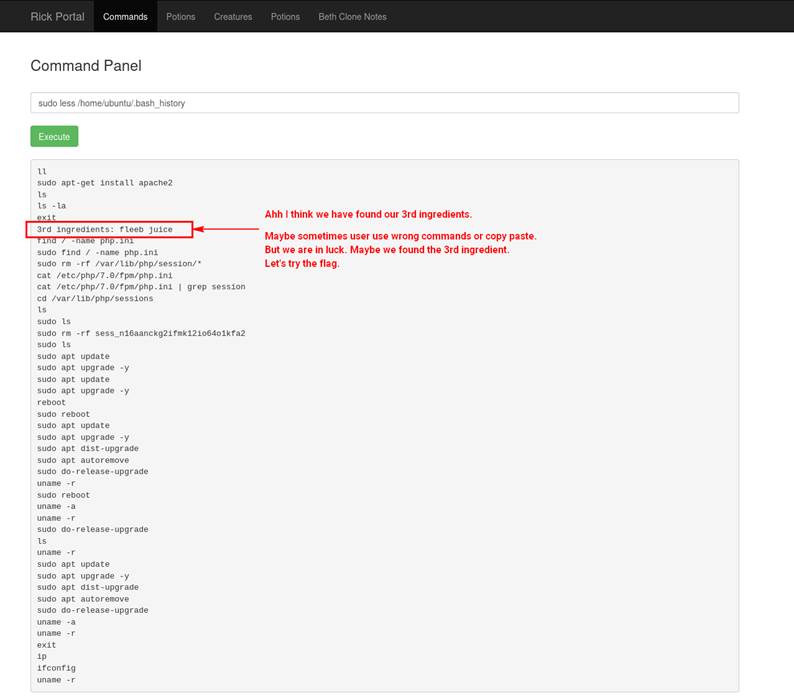 Rick Portal Commands Potions Creatures Potions Beth Clone Notes
Command Panel
sudo less /home/ubuntu/.bash_history
Execute
ll
sudo apt-get install apache2
ls
ls -la
exit
3rd ingredients: fleeb juice
find / -name php.ini
sudo find / -name php.ini
sudo rm -rf /var/lib/php/session/*
cat /etc/php/7.0/fpm/php.ini
cat /etc/php/7.0/fpm/php.ini | grep session
cd /var/lib/php/sessions
ls
sudo ls
sudo rm -rf sess_n16aanckg2ifmk12io64o1kfa2
sudo ls
sudo apt update
sudo apt upgrade -y
sudo apt update
sudo apt upgrade -y
reboot
sudo reboot
sudo apt update
sudo apt upgrade -y
sudo apt dist-upgrade
sudo apt autoremove
sudo do-release-upgrade
uname -r
sudo reboot
uname -a
uname -r
sudo do-release-upgrade
ls
uname -r
sudo apt update
sudo apt upgrade -y
sudo apt dist-upgrade
sudo apt autoremove
sudo do-release-upgrade
uname -a
uname -r
exit
ip
ifconfig
uname -r
Ahh I think we have found our 3rd ingredients.
Maybe sometimes user use wrong commands or copy paste.
But we are in luck. Maybe we found the 3rd ingredient.
Let's try the flag.